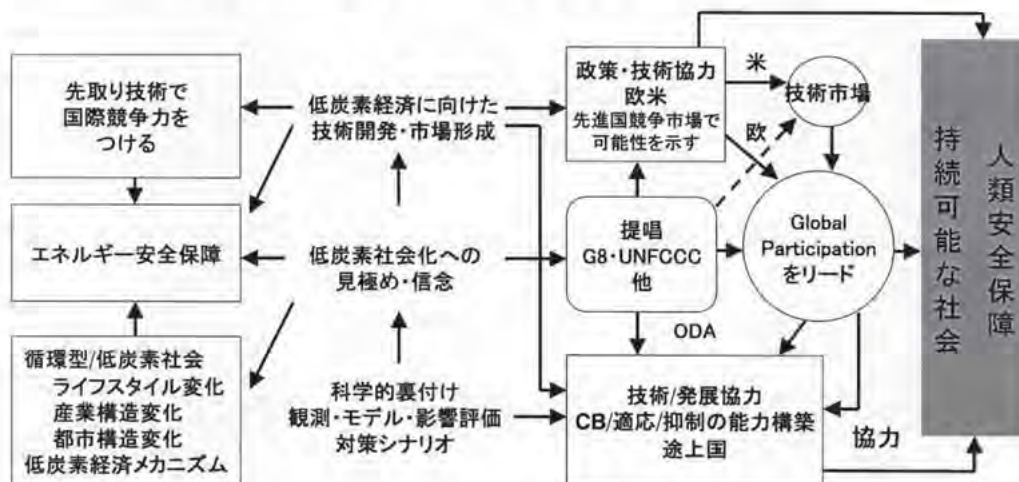 先取り技術で
国際競争力を
つける
エネルギー安全保障
循環型/低炭素社会
ライフスタイル変化
産業構造変化
都市構造変化
低炭素経済メカニズム
低炭素経済に向けた
技術開発・市場形成
低炭素社会化への
見極め・信念
科学的裏付け
観測・モデル・影響評価
対策シナリオ
政策・技術協力
欧米
先進国競争市場で
可能性を示す
米
欧
技術市場
提唱
G8・UNFCCC
他
Global
Participation
をリード
ODA
技術/発展協力
CB/適応/抑制の能力構築
途上国
協力
人類安全保障
持続可能な社会